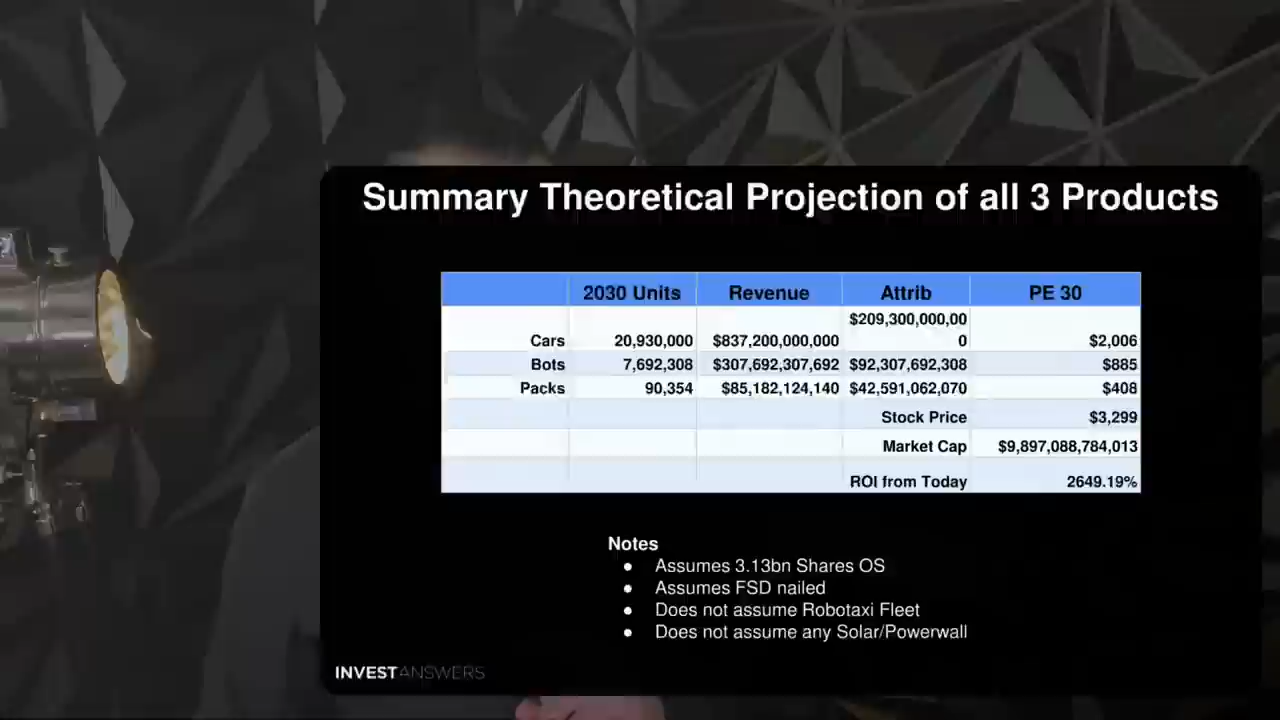 Summary Theoretical Projection of all 3 Products
2030 Units Revenue Attrib PE 30
Cars 20,930,000 $837,200,000,000 $209,300,000,00
0 $2,006
Bots 7,692,308 $307,692,307,692 $92,307,692,308 $885
Packs 90,354 $85,182,124,140 $42,591,062,070 $408
Stock Price $3,299
Market Cap $9,897,088,784,013
ROI from Today 2649.19%
Notes
● Assumes 3.13bn Shares OS
● Assumes FSD nailed
● Does not assume Robotaxi Fleet
● Does not assume any Solar/Powerwall
INVESTANSWERS